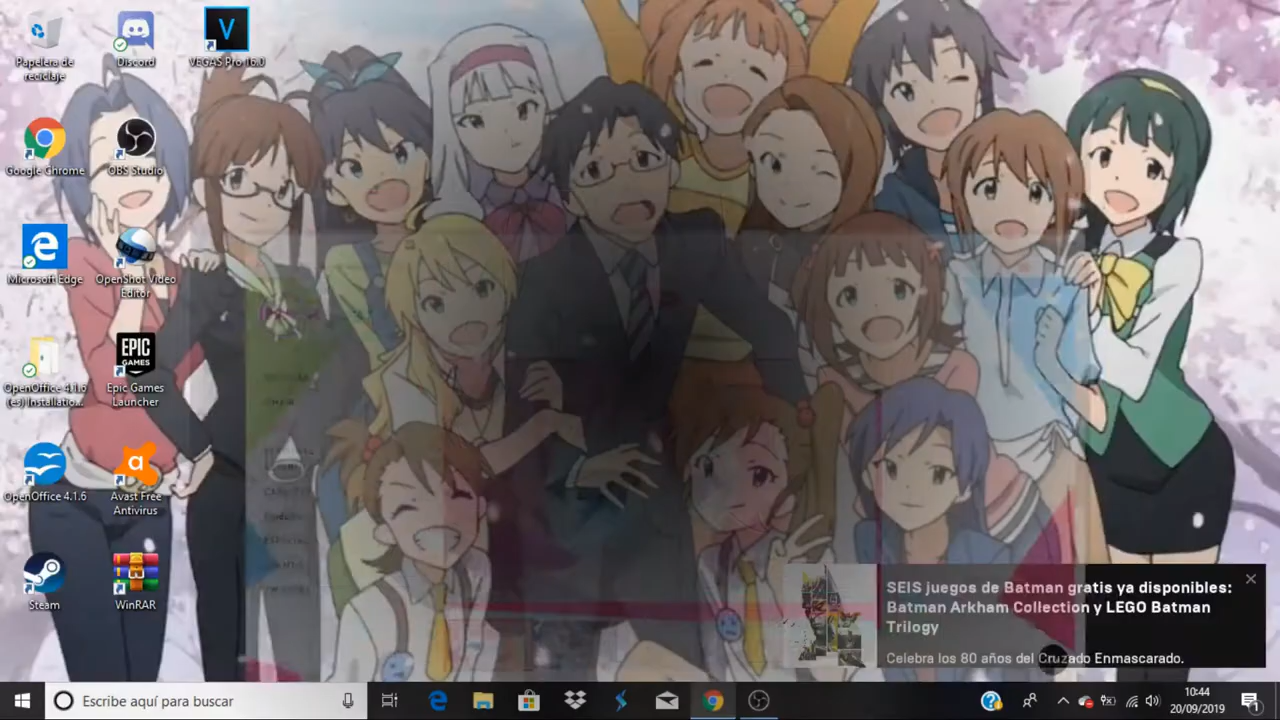 Papelera de
reciclaje
Discord
VEGAS Pro 16.0
Google Chrome
OBS Studio
Microsoft Edge
OpenShot Video
Editor
OpenOffice 4.1.6
(es) Installatio...
EPIC
GAMES
Epic Games
Launcher
OpenOffice 4.1.6
Avast Free
Antivirus
Steam
WinRAR
SEIS juegos de Batman gratis ya disponibles:
Batman Arkham Collection y LEGO Batman
Trilogy
Celebra los 80 años del Cruzado Enmascarado.
Escribe aquí para buscar
10:44
20/09/2019